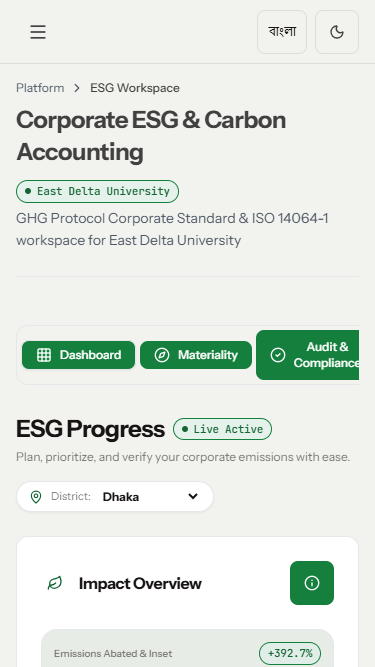 বাংলা
Platform > ESG Workspace
Corporate ESG & Carbon
Accounting
East Delta University
GHG Protocol Corporate Standard & ISO 14064-1
workspace for East Delta University
Dashboard
Materiality
Audit &
Compliance
ESG Progress
Live Active
Plan, prioritize, and verify your corporate emissions with ease.
District: Dhaka
Impact Overview
Emissions Abated & Inset
+392.7%